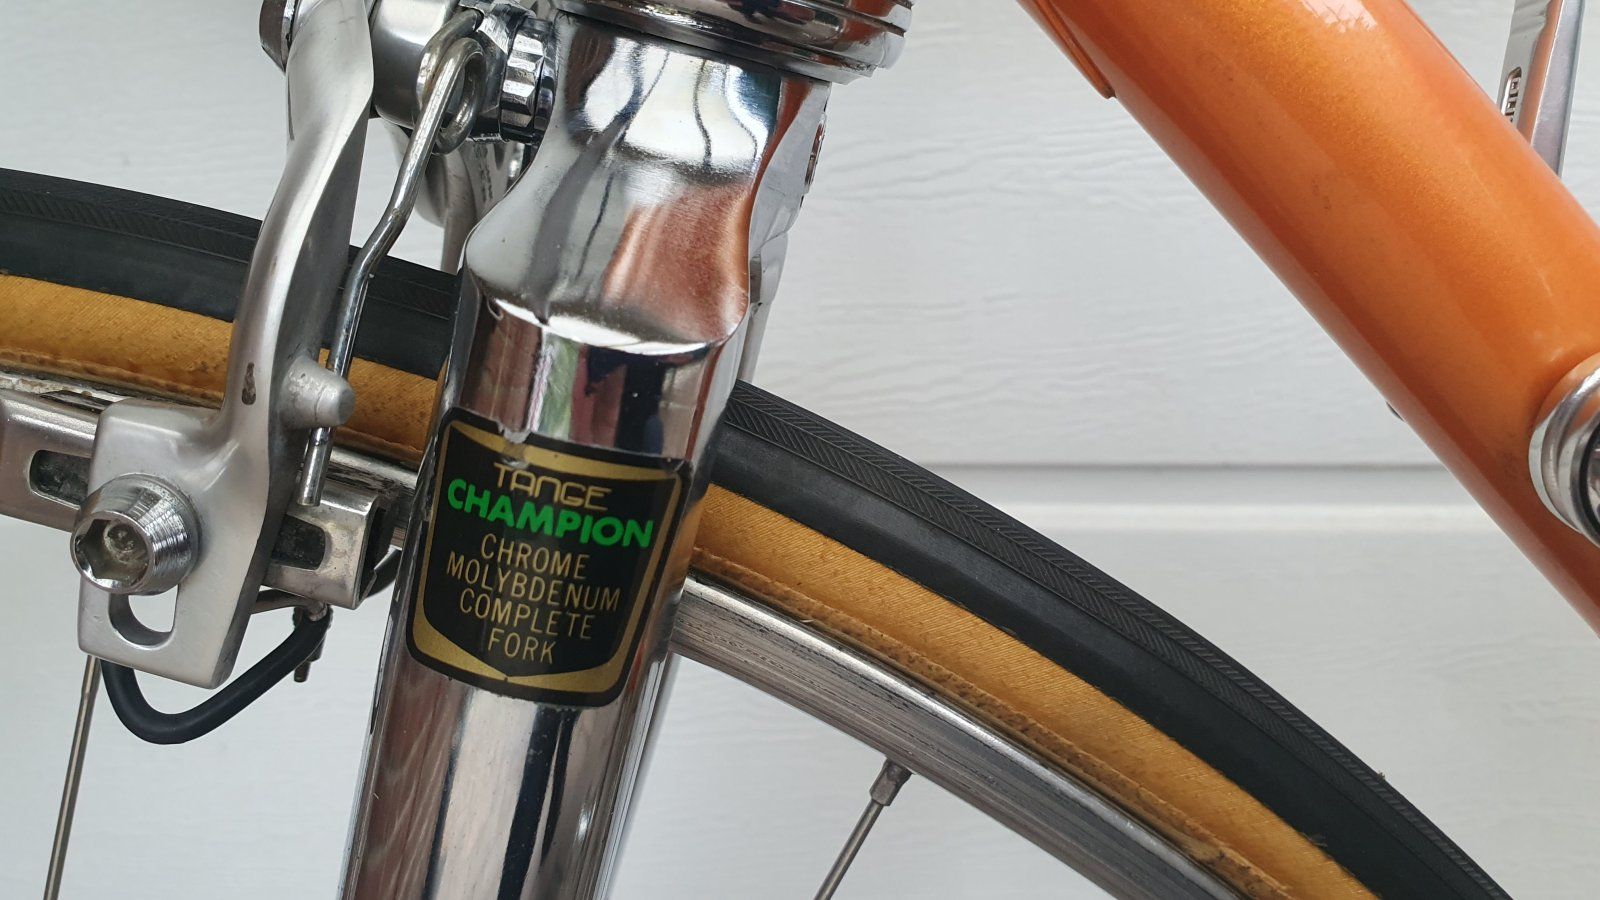 TANGE
CHAMPION
CHROME
MOLYBDENUM
COMPLETE
FORK